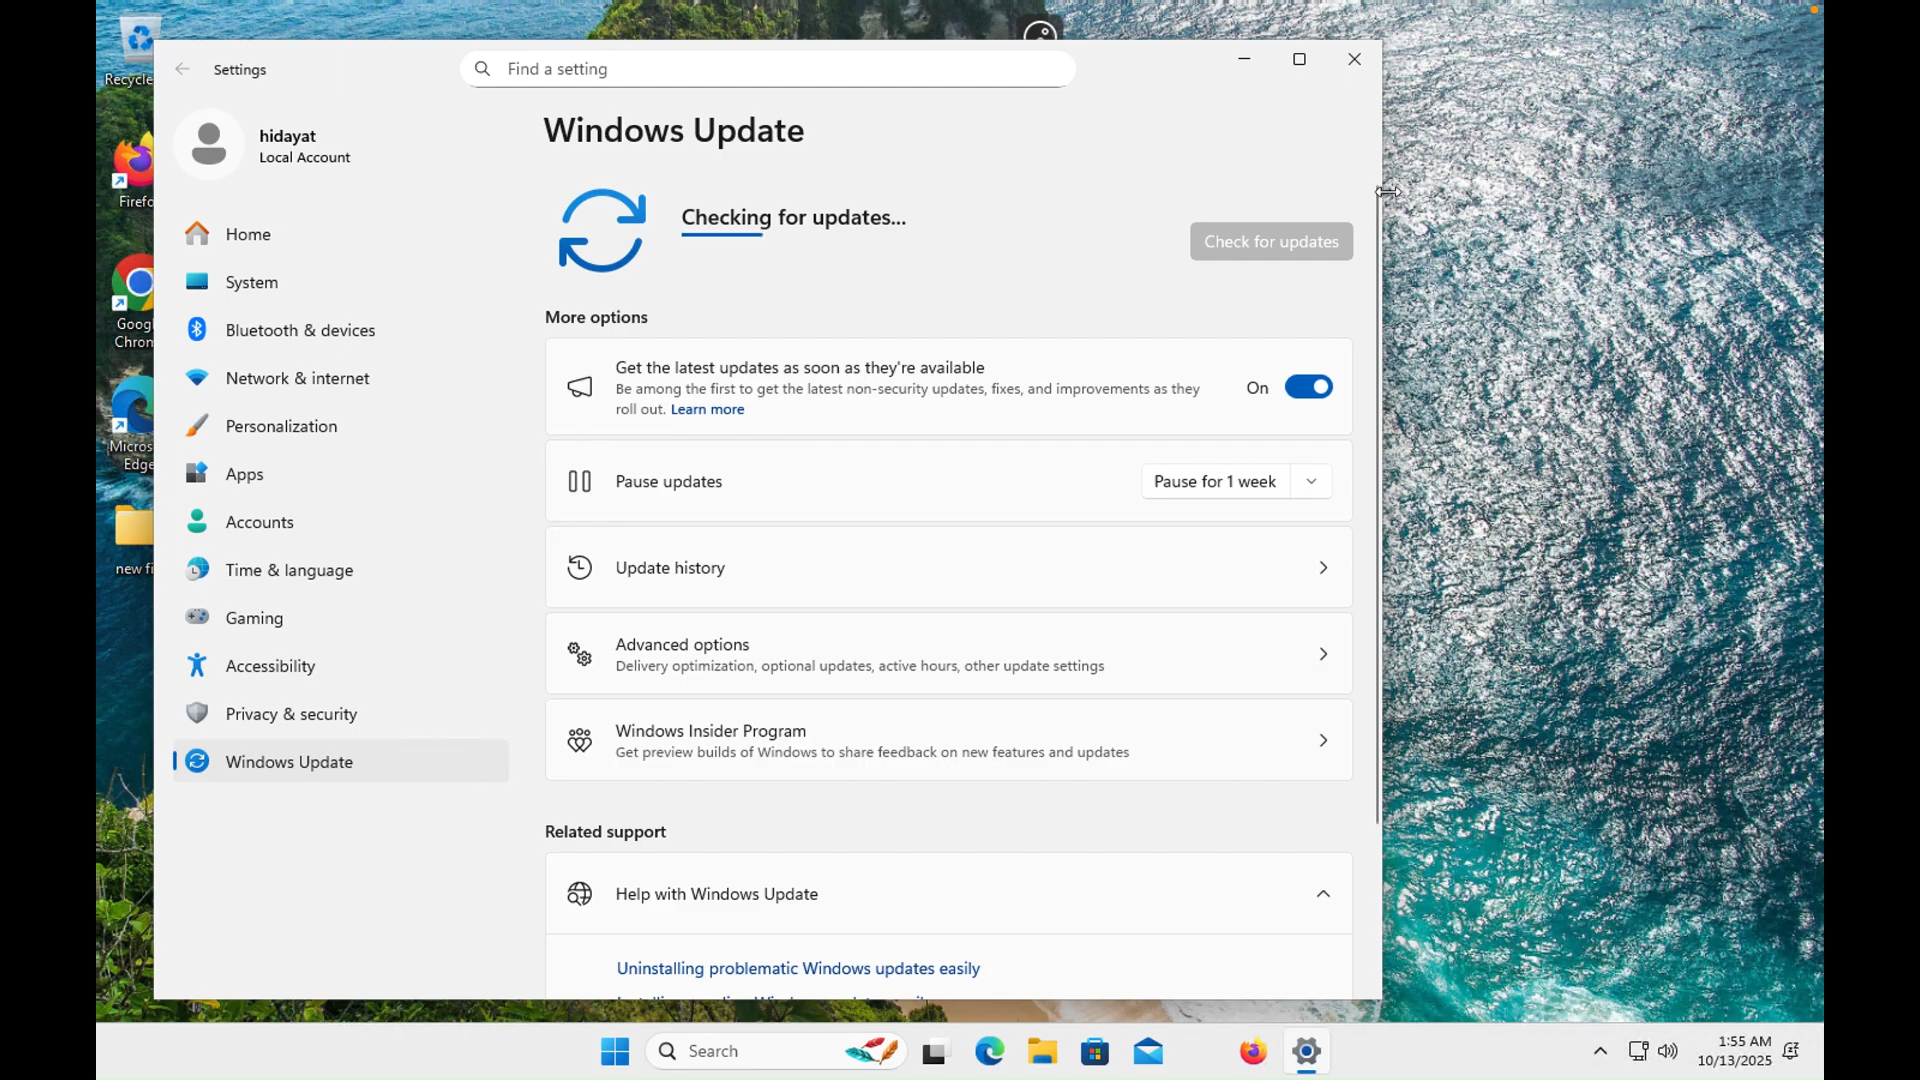 Recycle
Firefo
Goog
Chron
Micros
Edge
new fi
Settings
Find a setting
hidayat
Local Account
Home
System
Bluetooth & devices
Network & internet
Personalization
Apps
Accounts
Time & language
Gaming
Accessibility
Privacy & security
Windows Update
Windows Update
Checking for updates...
Check for updates
More options
Get the latest updates as soon as they're available
Be among the first to get the latest non-security updates, fixes, and improvements as they
roll out. Learn more
On
Pause updates
Pause for 1 week
Update history
Advanced options
Delivery optimization, optional updates, active hours, other update settings
Windows Insider Program
Get preview builds of Windows to share feedback on new features and updates
Related support
Help with Windows Update
Uninstalling problematic Windows updates easily
Search
1:55 AM
10/13/2025